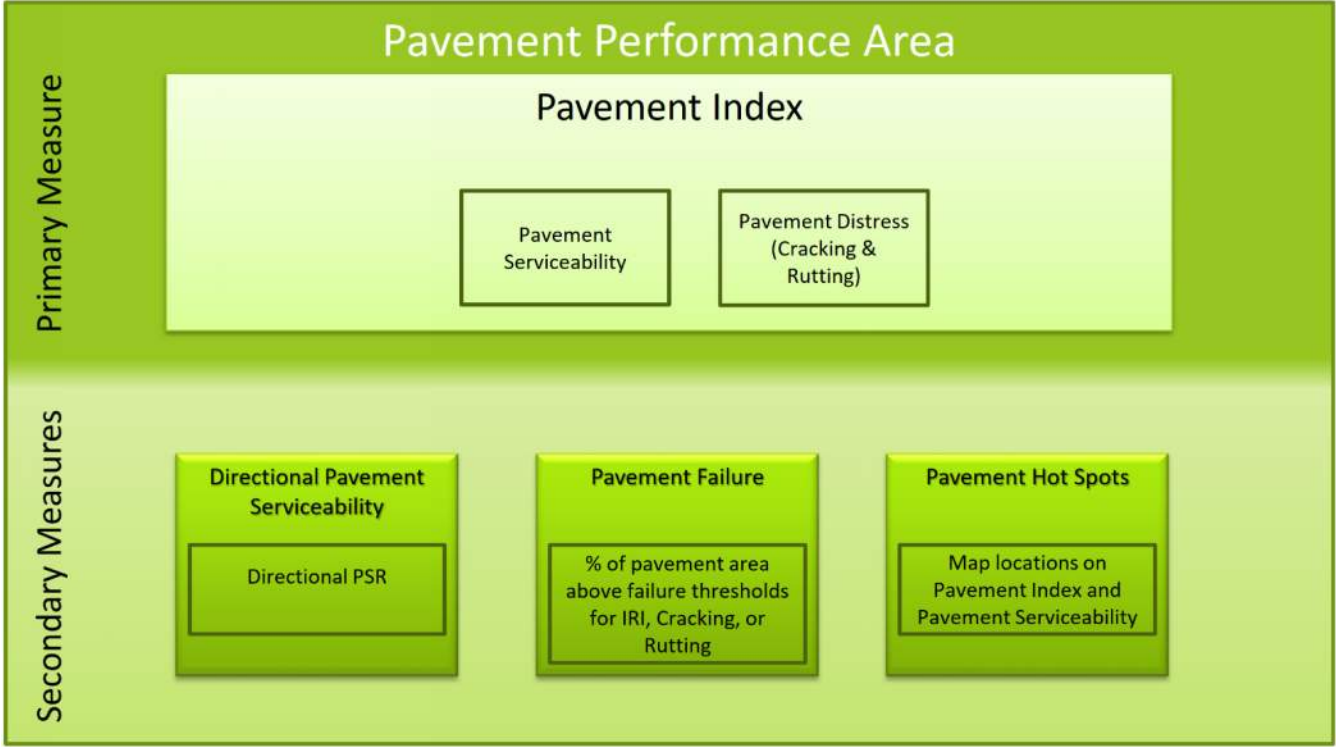 Pavement Performance Area
Primary Measure
Pavement Index
Pavement
Serviceability
Pavement Distress
(Cracking &
Rutting)
Secondary Measures
Directional Pavement
Serviceability
Directional PSR
Pavement Failure
% of pavement area
above failure thresholds
for IRI, Cracking, or
Rutting
Pavement Hot Spots
Map locations on
Pavement Index and
Pavement Serviceability